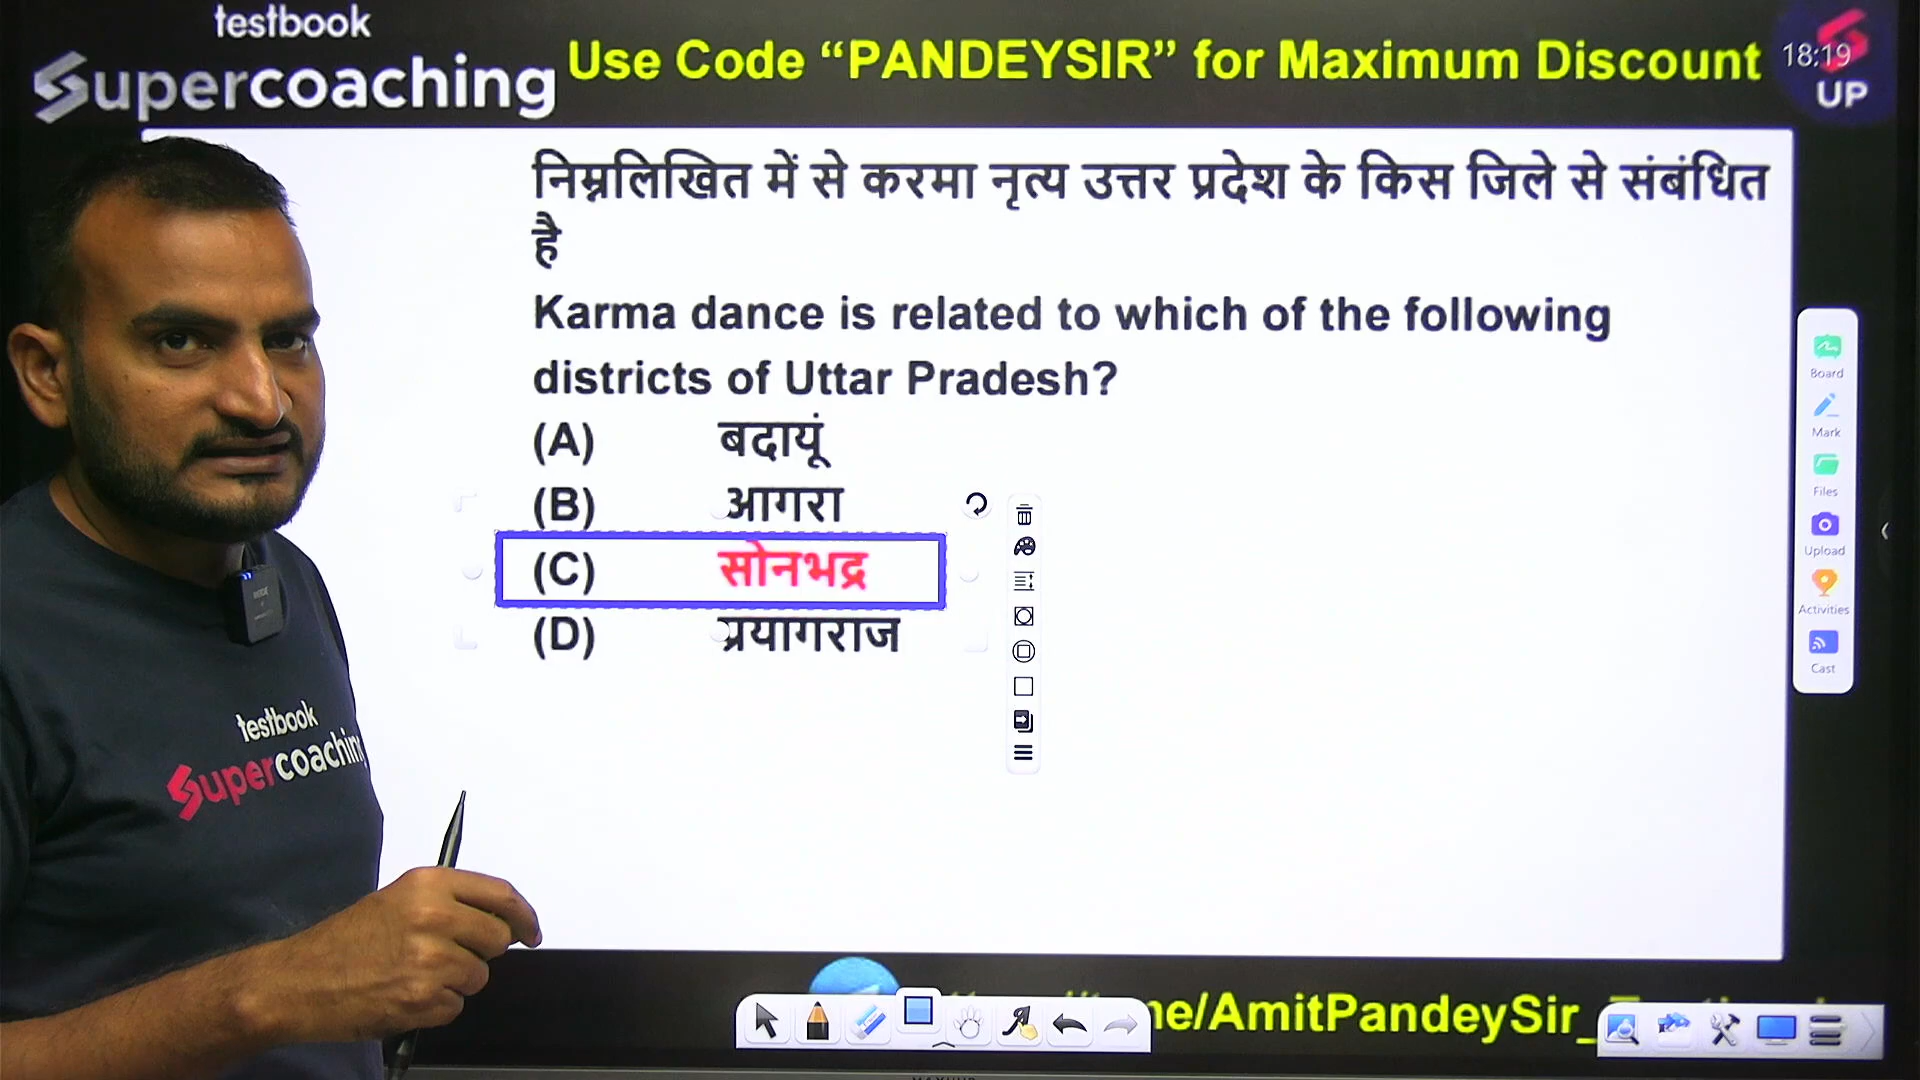 testbook
Supercoaching
Use Code “PANDEYSIR” for Maximum Discount
18:19
UP
निम्नलिखित में से करमा नृत्य उत्तर प्रदेश के किस जिले से संबंधित
है
Karma dance is related to which of the following
districts of Uttar Pradesh?
(A) बदायूं
(B) आगरा
(C) सोनभद्र
(D) प्रयागराज
Board
Mark
Files
Upload
Activities
Cast
testbook
Supercoaching
me/AmitPandeySir_